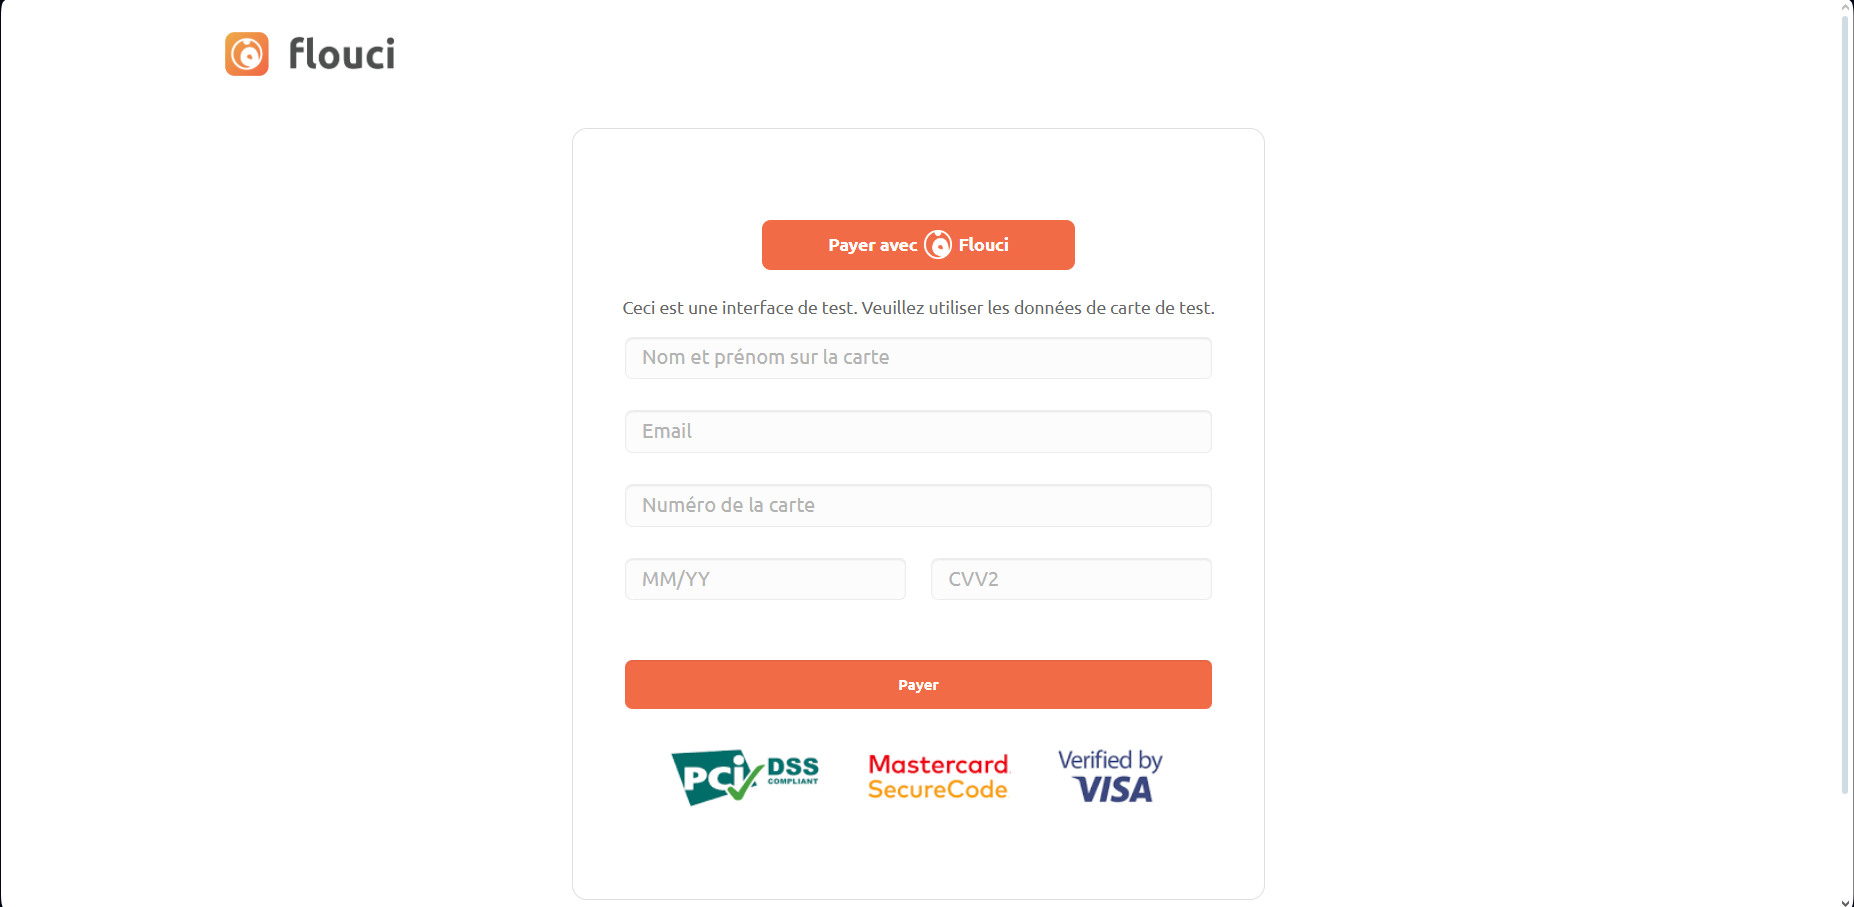 flouci
Payer avec Flouci
Ceci est une interface de test. Veuillez utiliser les données de carte de test.
Nom et prénom sur la carte
Email
Numéro de la carte
MM/YY
CVV2
Payer
PCi DSS
COMPLIANT
Mastercard
SecureCode
Verified by
VISA